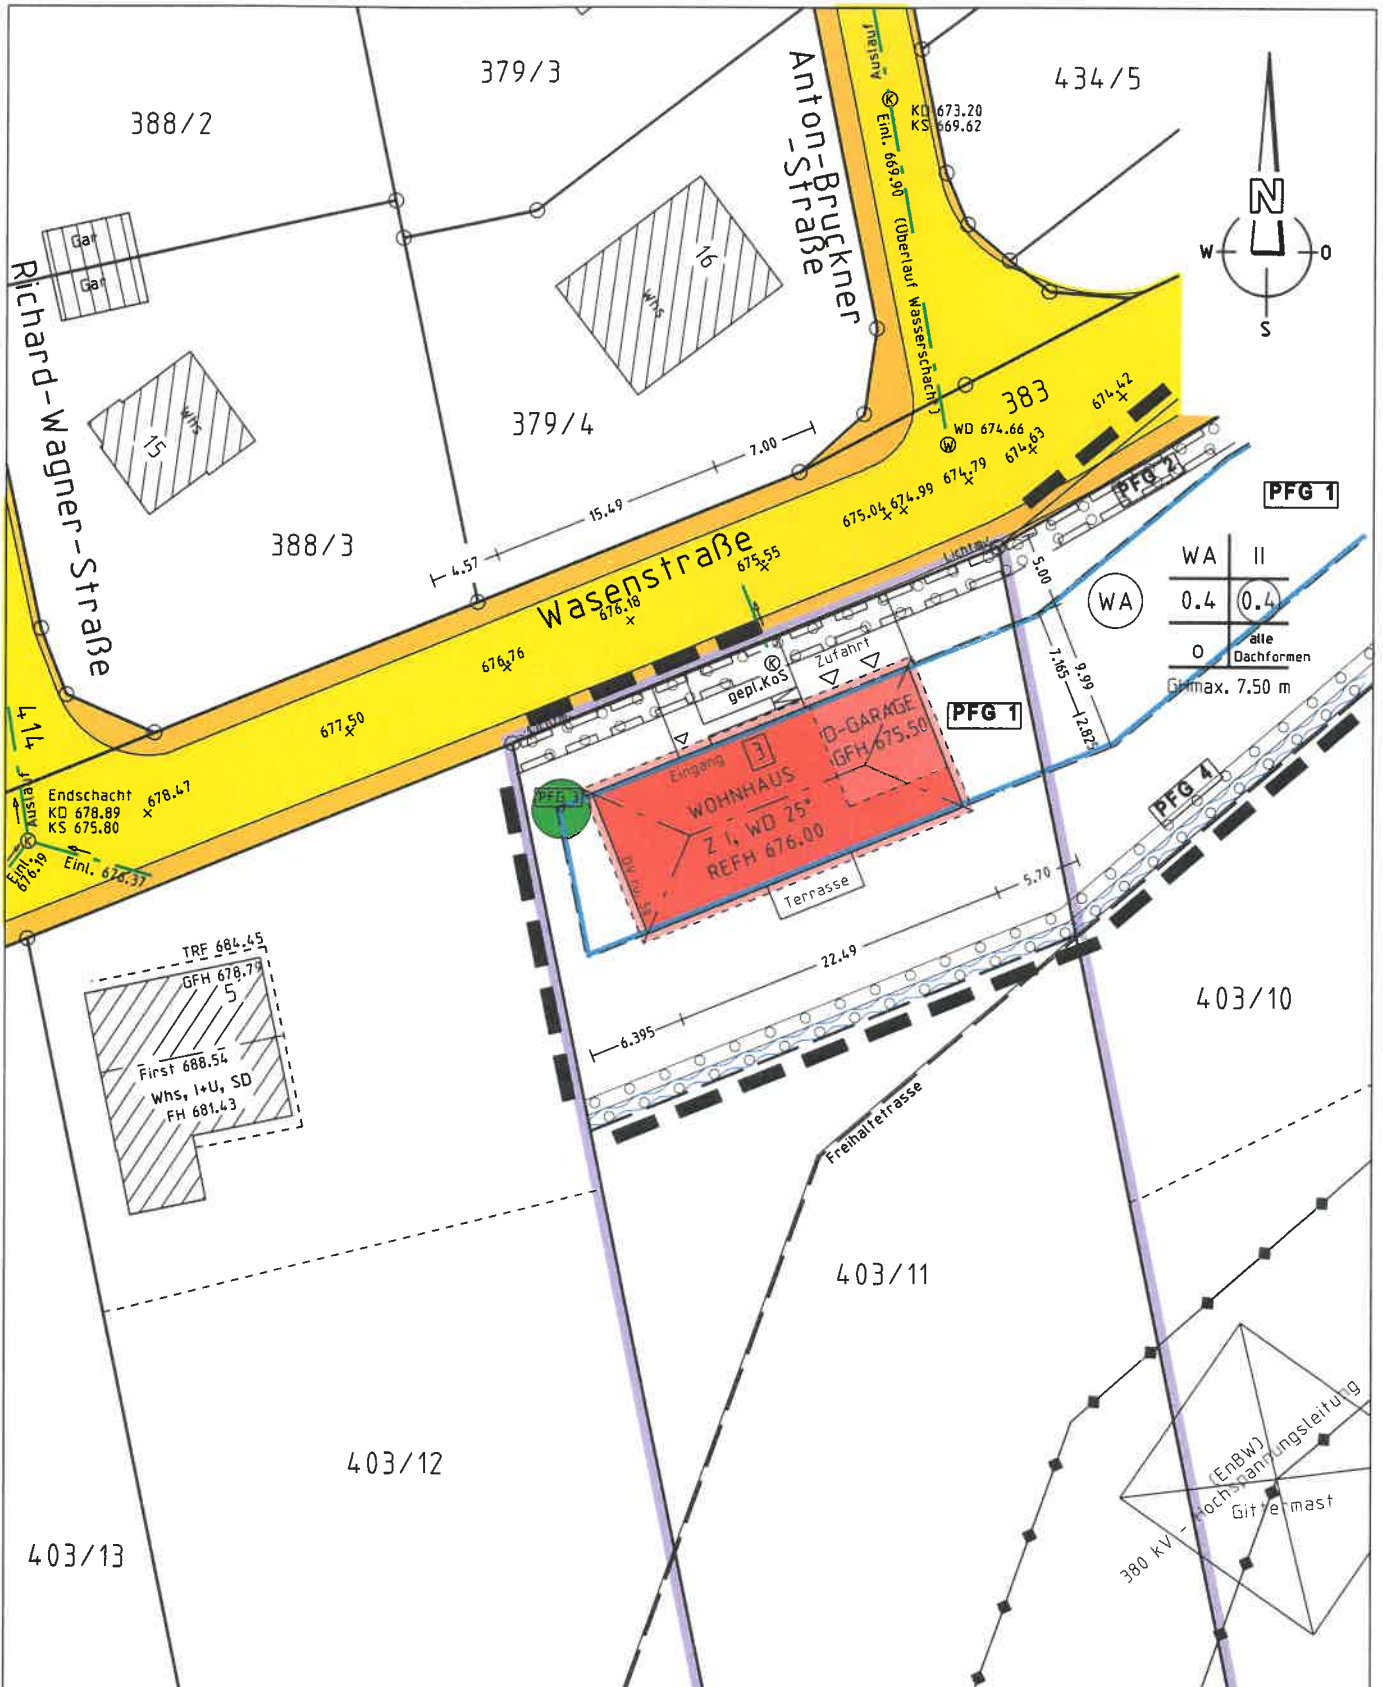 388/2
379/3
434/5
Anton-Bruckner
-Straße
Auslauf
K
KD 673.20
KS 669.62
Einl. 669.90 (Überlauf Wasserschacht)
N
W
O
S
Gar
Gar
Richard-Wagner-Straße
Whs
16
Whs
15
379/4
388/3
383
674.42
WD 674.66
W
674.63
674.79
674.99
675.04
7.00
15.49
4.57
Wasenstraße
675.55
676.18
676.76
677.50
678.47
PFG 2
PFG 1
WA
WA
II
0.4
0.4
o
alle
Dachformen
GHmax. 7.50 m
5.00
7.165
9.99
2.825
K
gepl.KoS
Zufahrt
PFG 1
D-GARAGE
GFH 675.50
Eingang
3
WOHNHAUS
Z I, WD 25°
REFH 676.00
Terrasse
PFG 3
PFG 4
414
Auslauf
Endschacht
KD 678.89
KS 675.80
K
Einl.
676.19
Einl. 676.37
5.70
22.49
6.395
TRF 684.45
GFH 678.79
5
First 688.54
Whs, I+U, SD
FH 681.43
403/10
Freihaltetrasse
403/11
403/12
403/13
380 kV - Hochspannungsleitung
(EnBW)
Gittermast